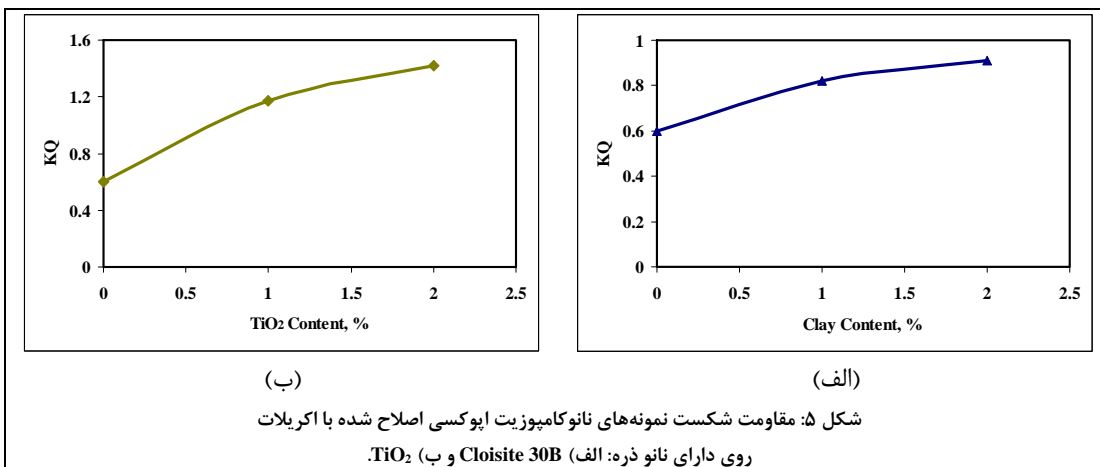 1.6
1.2
0.8
0.4
0
KQ
0 0.5 1 1.5 2 2.5
TiO2 Content, %
(ب)
1
0.8
0.6
0.4
0.2
0
KQ
0 0.5 1 1.5 2 2.5
Clay Content, %
(الف)
شکل ۵: مقاومت شکست نمونه‌های نانوکامپوزیت اپوکسی اصلاح شده با اکریلات
روی دارای نانو ذره: الف) Cloisite 30B و ب) TiO₂.